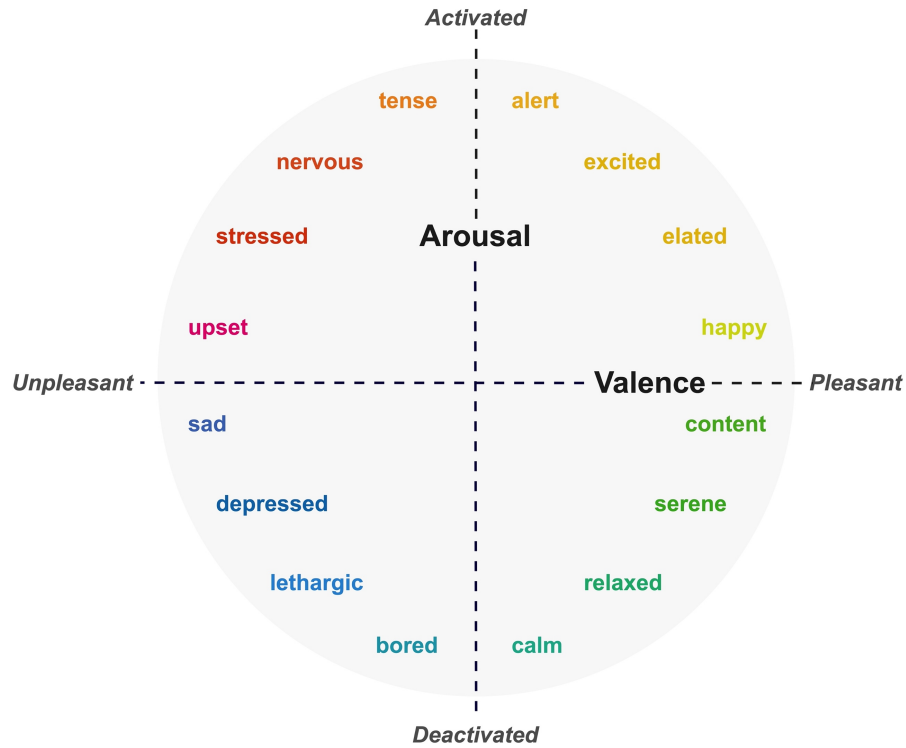 Activated
tense
alert
nervous
excited
stressed
Arousal
elated
upset
happy
Unpleasant
Valence
Pleasant
sad
content
depressed
serene
lethargic
relaxed
bored
calm
Deactivated